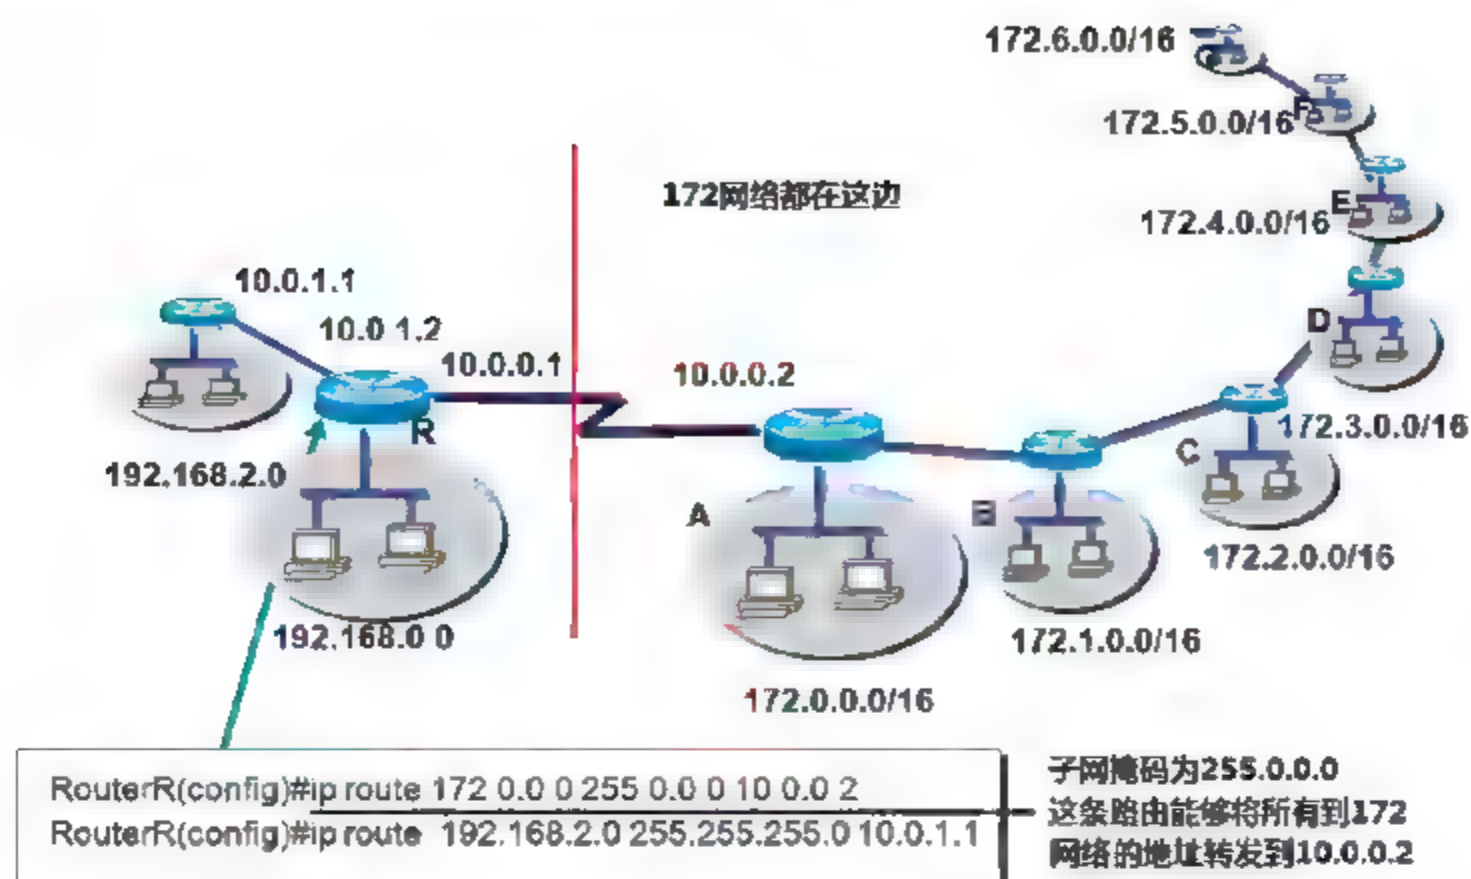 172.6.0.0/16
172.5.0.0/16
F
172网络都在这边
E
172.4.0.0/16
10.0.1.1
10.0 1.2
D
10.0.0.1
10.0.0.2
172.3.0.0/16
R
C
192.168.2.0
A
B
172.2.0.0/16
192.168.0 0
172.1.0.0/16
172.0.0.0/16
RouterR(config)#ip route 172 0.0 0 255 0.0 0 10 0.0 2
RouterR(config)#ip route 192.168.2.0 255.255.255.0 10.0.1.1
子网掩码为255.0.0.0
这条路由能够将所有到172
网络的地址转发到10.0.0.2